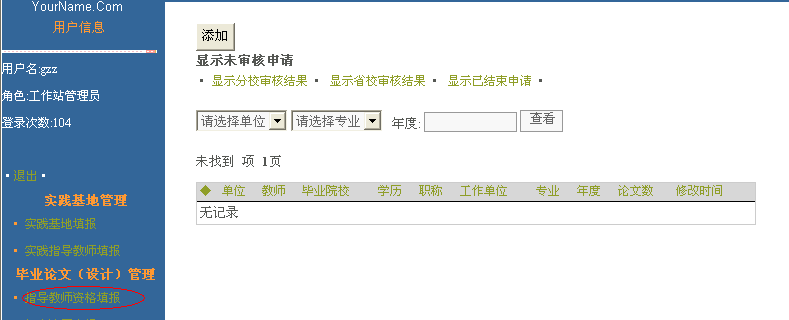 YourName.Com
用户信息
用户名:gzz
角色:工作站管理员
登录次数:104
退出
实践基地管理
实践基地填报
实践指导教师填报
毕业论文（设计）管理
指导教师资格填报
添加
显示未审核申请
显示分校审核结果 显示省校审核结果 显示已结束申请
请选择单位 请选择专业 年度: 查看
未找到 项 1页
◆ 单位 教师 毕业院校 学历 职称 工作单位 专业 年度 论文数 修改时间
无记录